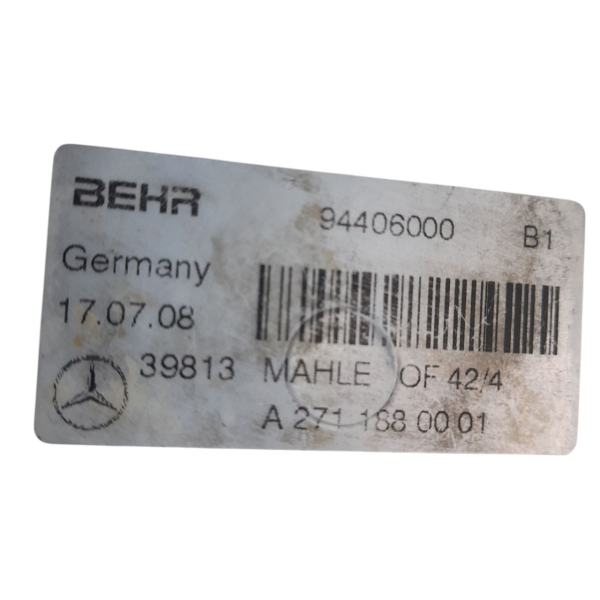 BEHR 94406000 B1
Germany
17.07.08
39813 MAHLE OF 42/4
A 271 188 00 01